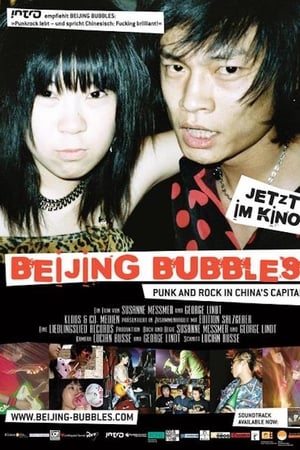 intro empfiehlt BEIJING BUBBLES:
»Punkrock lebt – und spricht Chinesisch: Fucking brilliant!«
JETZT
IM KINO
BEIJING BUBBLES
PUNK AND ROCK IN CHINA'S CAPITAL
EIN FILM VON SUSANNE MESSMER UND GEORGE LINDT
KLOUS & CO. MEDIEN PRÄSENTIEREN IN ZUSAMMENARBEIT MIT EDITION SALZGEBER
EINE LIEBLINGSLIED RECORDS PRODUKTION BUCH UND REGIE SUSANNE MESSMER UND GEORGE LINDT
KAMERA LUCIAN BUSSE UND GEORGE LINDT SCHNITT LUCIAN BUSSE
WWW.BEIJING-BUBBLES.COM
SOUNDTRACK
AVAILABLE NOW: